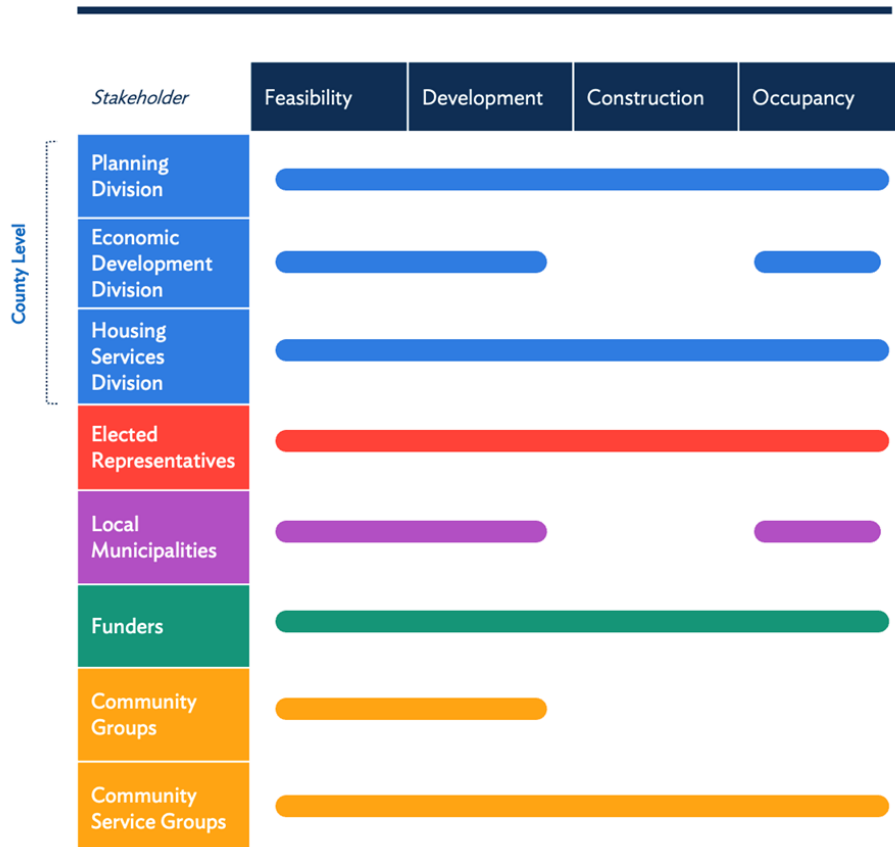 Stakeholder
Feasibility
Development
Construction
Occupancy
County Level
Planning
Division
Economic
Development
Division
Housing
Services
Division
Elected
Representatives
Local
Municipalities
Funders
Community
Groups
Community
Service Groups